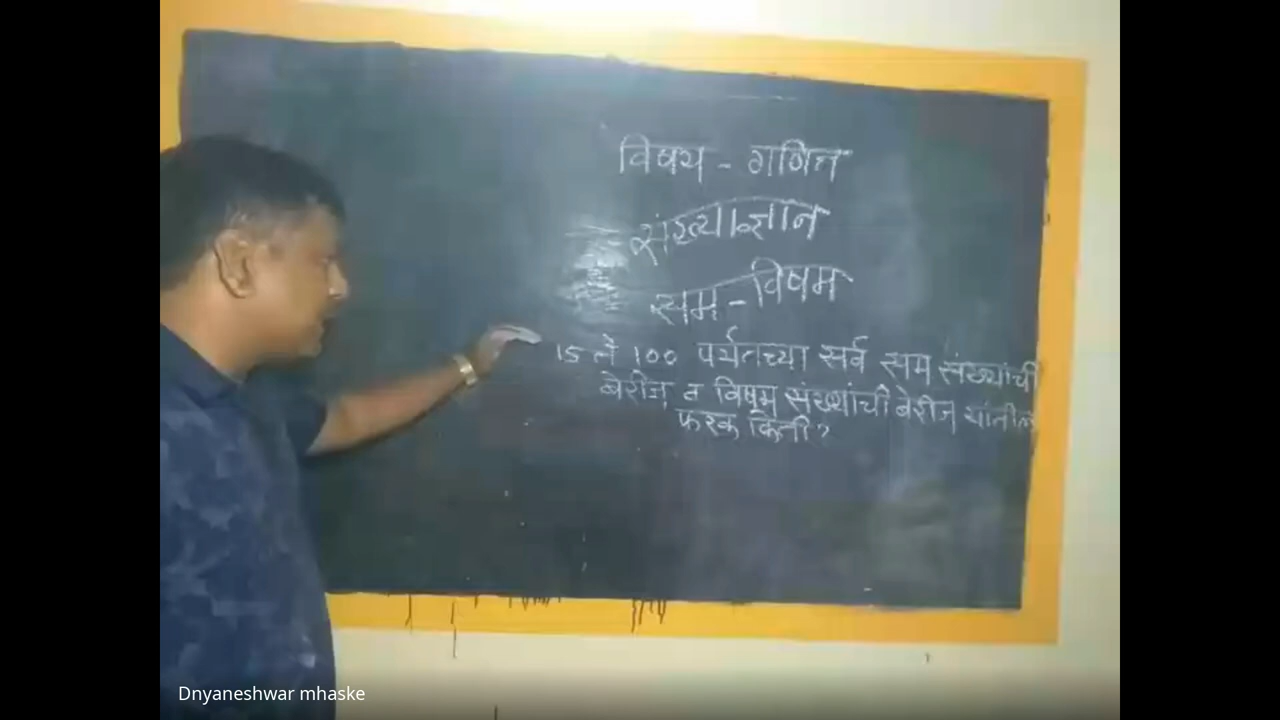 विषय - गणित
संख्याज्ञान
सम - विषम
15 ते 100 पर्यंतच्या सर्व सम संख्यांची
बेरीज व विषम संख्यांची बेरीज यांतील
फरक किती?
Dnyaneshwar mhaske